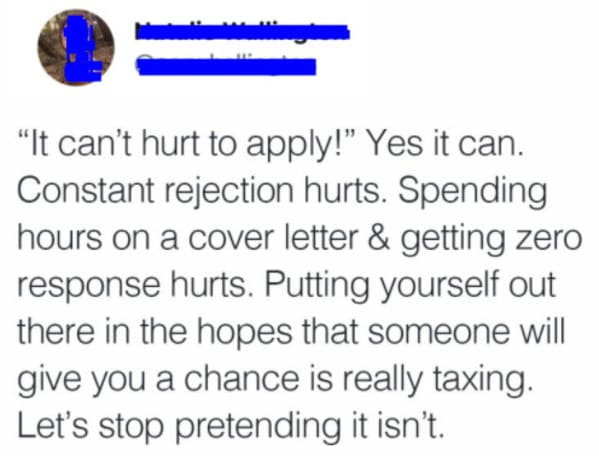 “It can’t hurt to apply!” Yes it can.
Constant rejection hurts. Spending
hours on a cover letter & getting zero
response hurts. Putting yourself out
there in the hopes that someone will
give you a chance is really taxing.
Let’s stop pretending it isn’t.